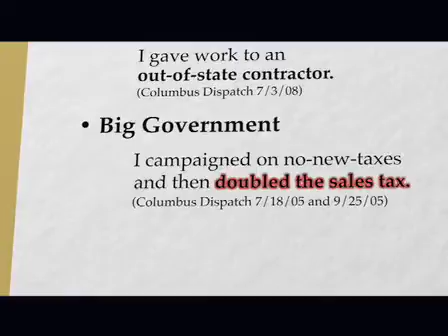 I gave work to an
out-of-state contractor.
(Columbus Dispatch 7/3/08)
• Big Government
I campaigned on no-new-taxes
and then doubled the sales tax.
(Columbus Dispatch 7/18/05 and 9/25/05)